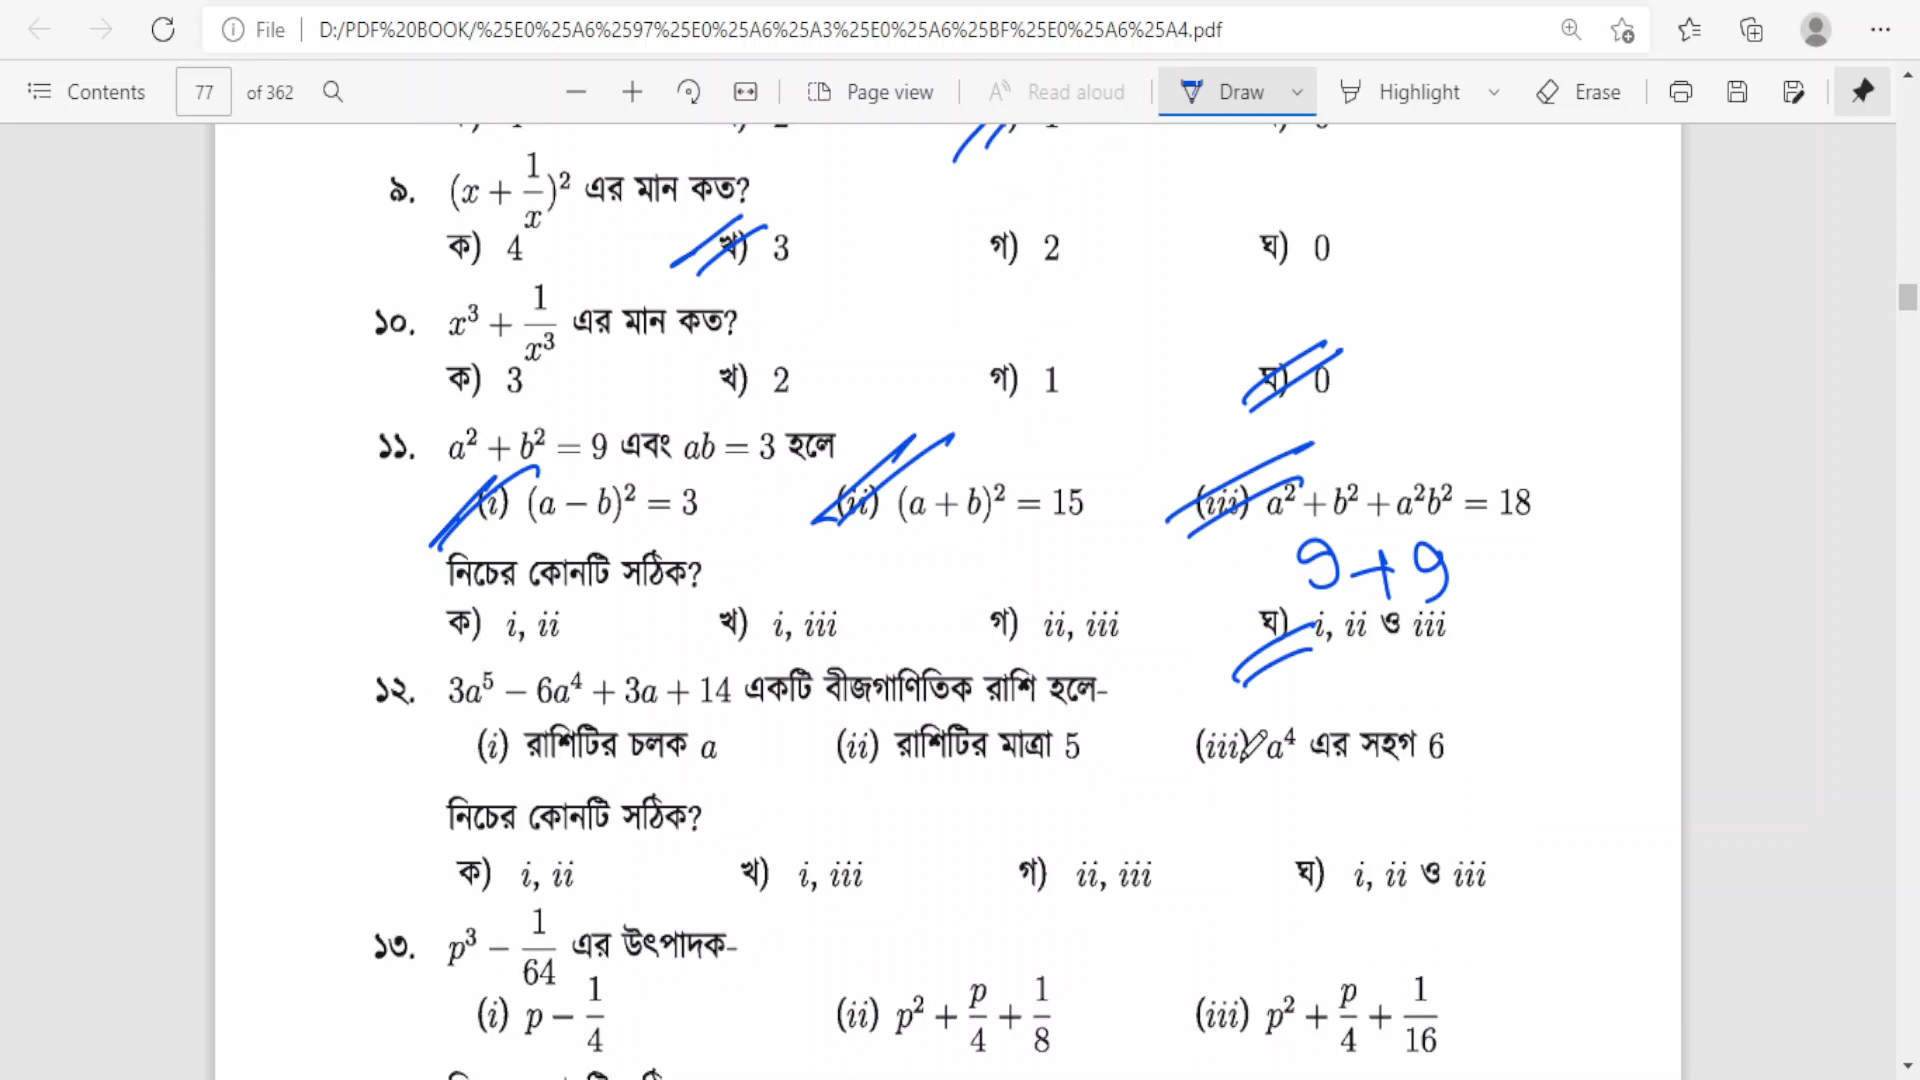 File D:/PDF%20BOOK/%25E0%25A6%2597%25E0%25A6%25A3%25E0%25A6%25BF%25E0%25A6%25A4.pdf
Contents 77 of 362 Page view Read aloud Draw Highlight Erase
৯. (x + 1/x)² এর মান কত?
ক) 4 খ) 3 গ) 2 ঘ) 0
১০. x³ + 1/x³ এর মান কত?
ক) 3 খ) 2 গ) 1 ঘ) 0
১১. a² + b² = 9 এবং ab = 3 হলে
(i) (a − b)² = 3 (ii) (a + b)² = 15 (iii) a² + b² + a²b² = 18
9+9
নিচের কোনটি সঠিক?
ক) i, ii খ) i, iii গ) ii, iii ঘ) i, ii ও iii
১২. 3a⁵ − 6a⁴ + 3a + 14 একটি বীজগাণিতিক রাশি হলে-
(i) রাশিটির চলক a (ii) রাশিটির মাত্রা 5 (iii) a⁴ এর সহগ 6
নিচের কোনটি সঠিক?
ক) i, ii খ) i, iii গ) ii, iii ঘ) i, ii ও iii
১৩. p³ − 1/64 এর উৎপাদক-
(i) p − 1/4 (ii) p² + p/4 + 1/8 (iii) p² + p/4 + 1/16